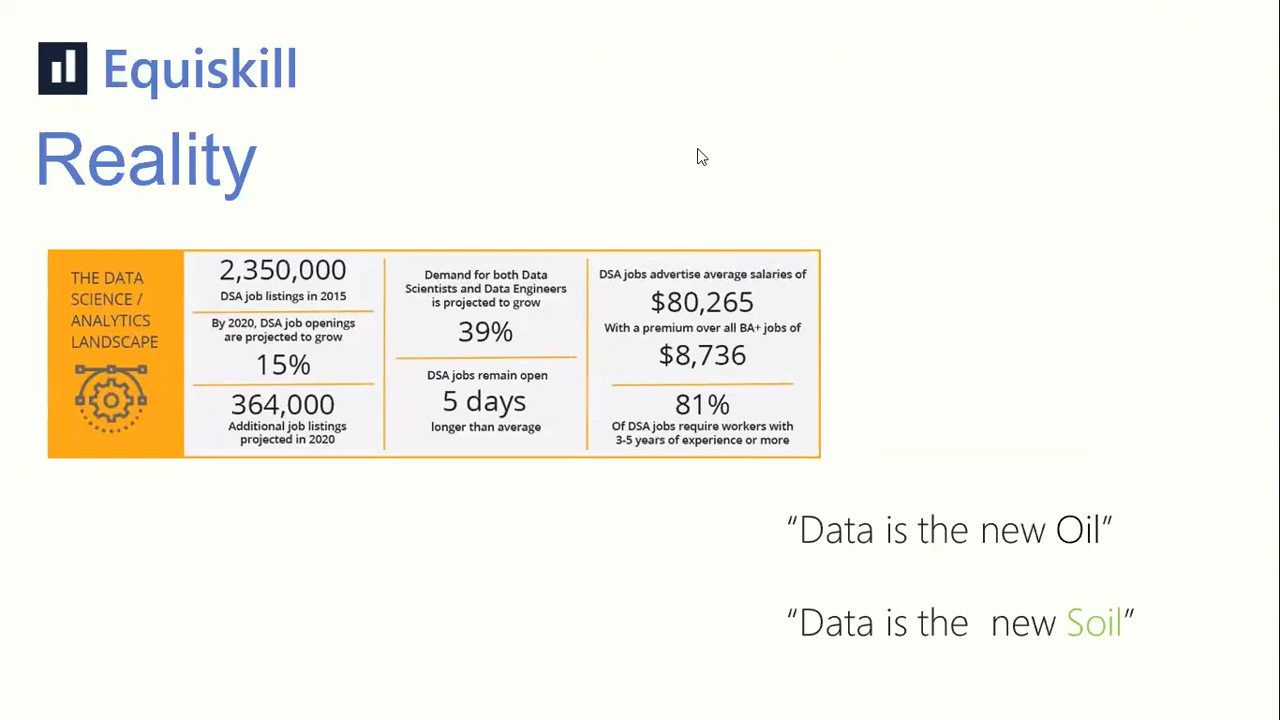 Equiskill
Reality
THE DATA
SCIENCE /
ANALYTICS
LANDSCAPE
2,350,000
DSA job listings in 2015
By 2020, DSA job openings
are projected to grow
15%
364,000
Additional job listings
projected in 2020
Demand for both Data
Scientists and Data Engineers
is projected to grow
39%
DSA jobs remain open
5 days
longer than average
DSA jobs advertise average salaries of
$80,265
With a premium over all BA+ jobs of
$8,736
81%
Of DSA jobs require workers with
3-5 years of experience or more
“Data is the new Oil”
“Data is the new Soil”